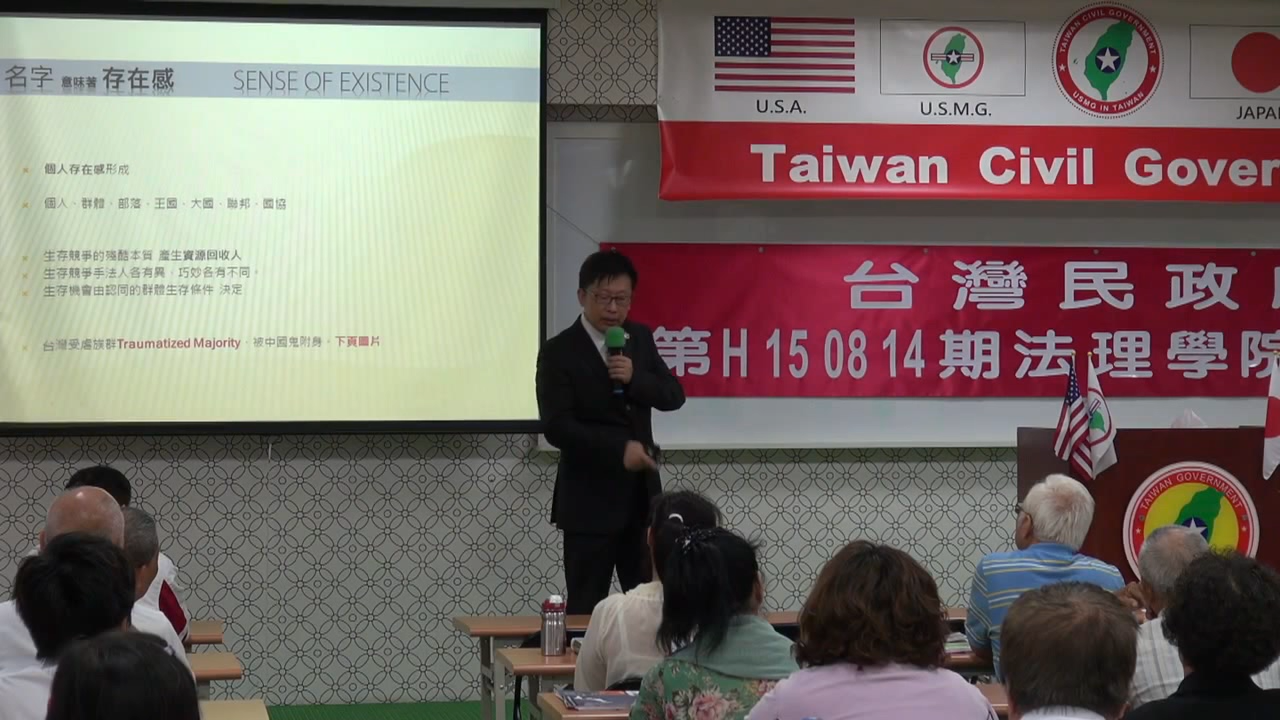 名字 意味著 存在感 SENSE OF EXISTENCE
個人存在感形成
個人、群體、部落、王國、大國、聯邦、國協
生存競爭的殘酷本質 產生資源回收人
生存競爭手法人各有異，巧妙各有不同。
生存機會由認同的群體生存條件 決定
台灣受虐族群Traumatized Majority，被中國鬼附身，下頁圖片
U.S.A.
U.S.M.G.
TAIWAN CIVIL GOVERNMENT
USMG IN TAIWAN
JAPA
Taiwan Civil Gover
台灣民政
第H 15 08 14 期法理學院
TAIWAN GOVERNMENT